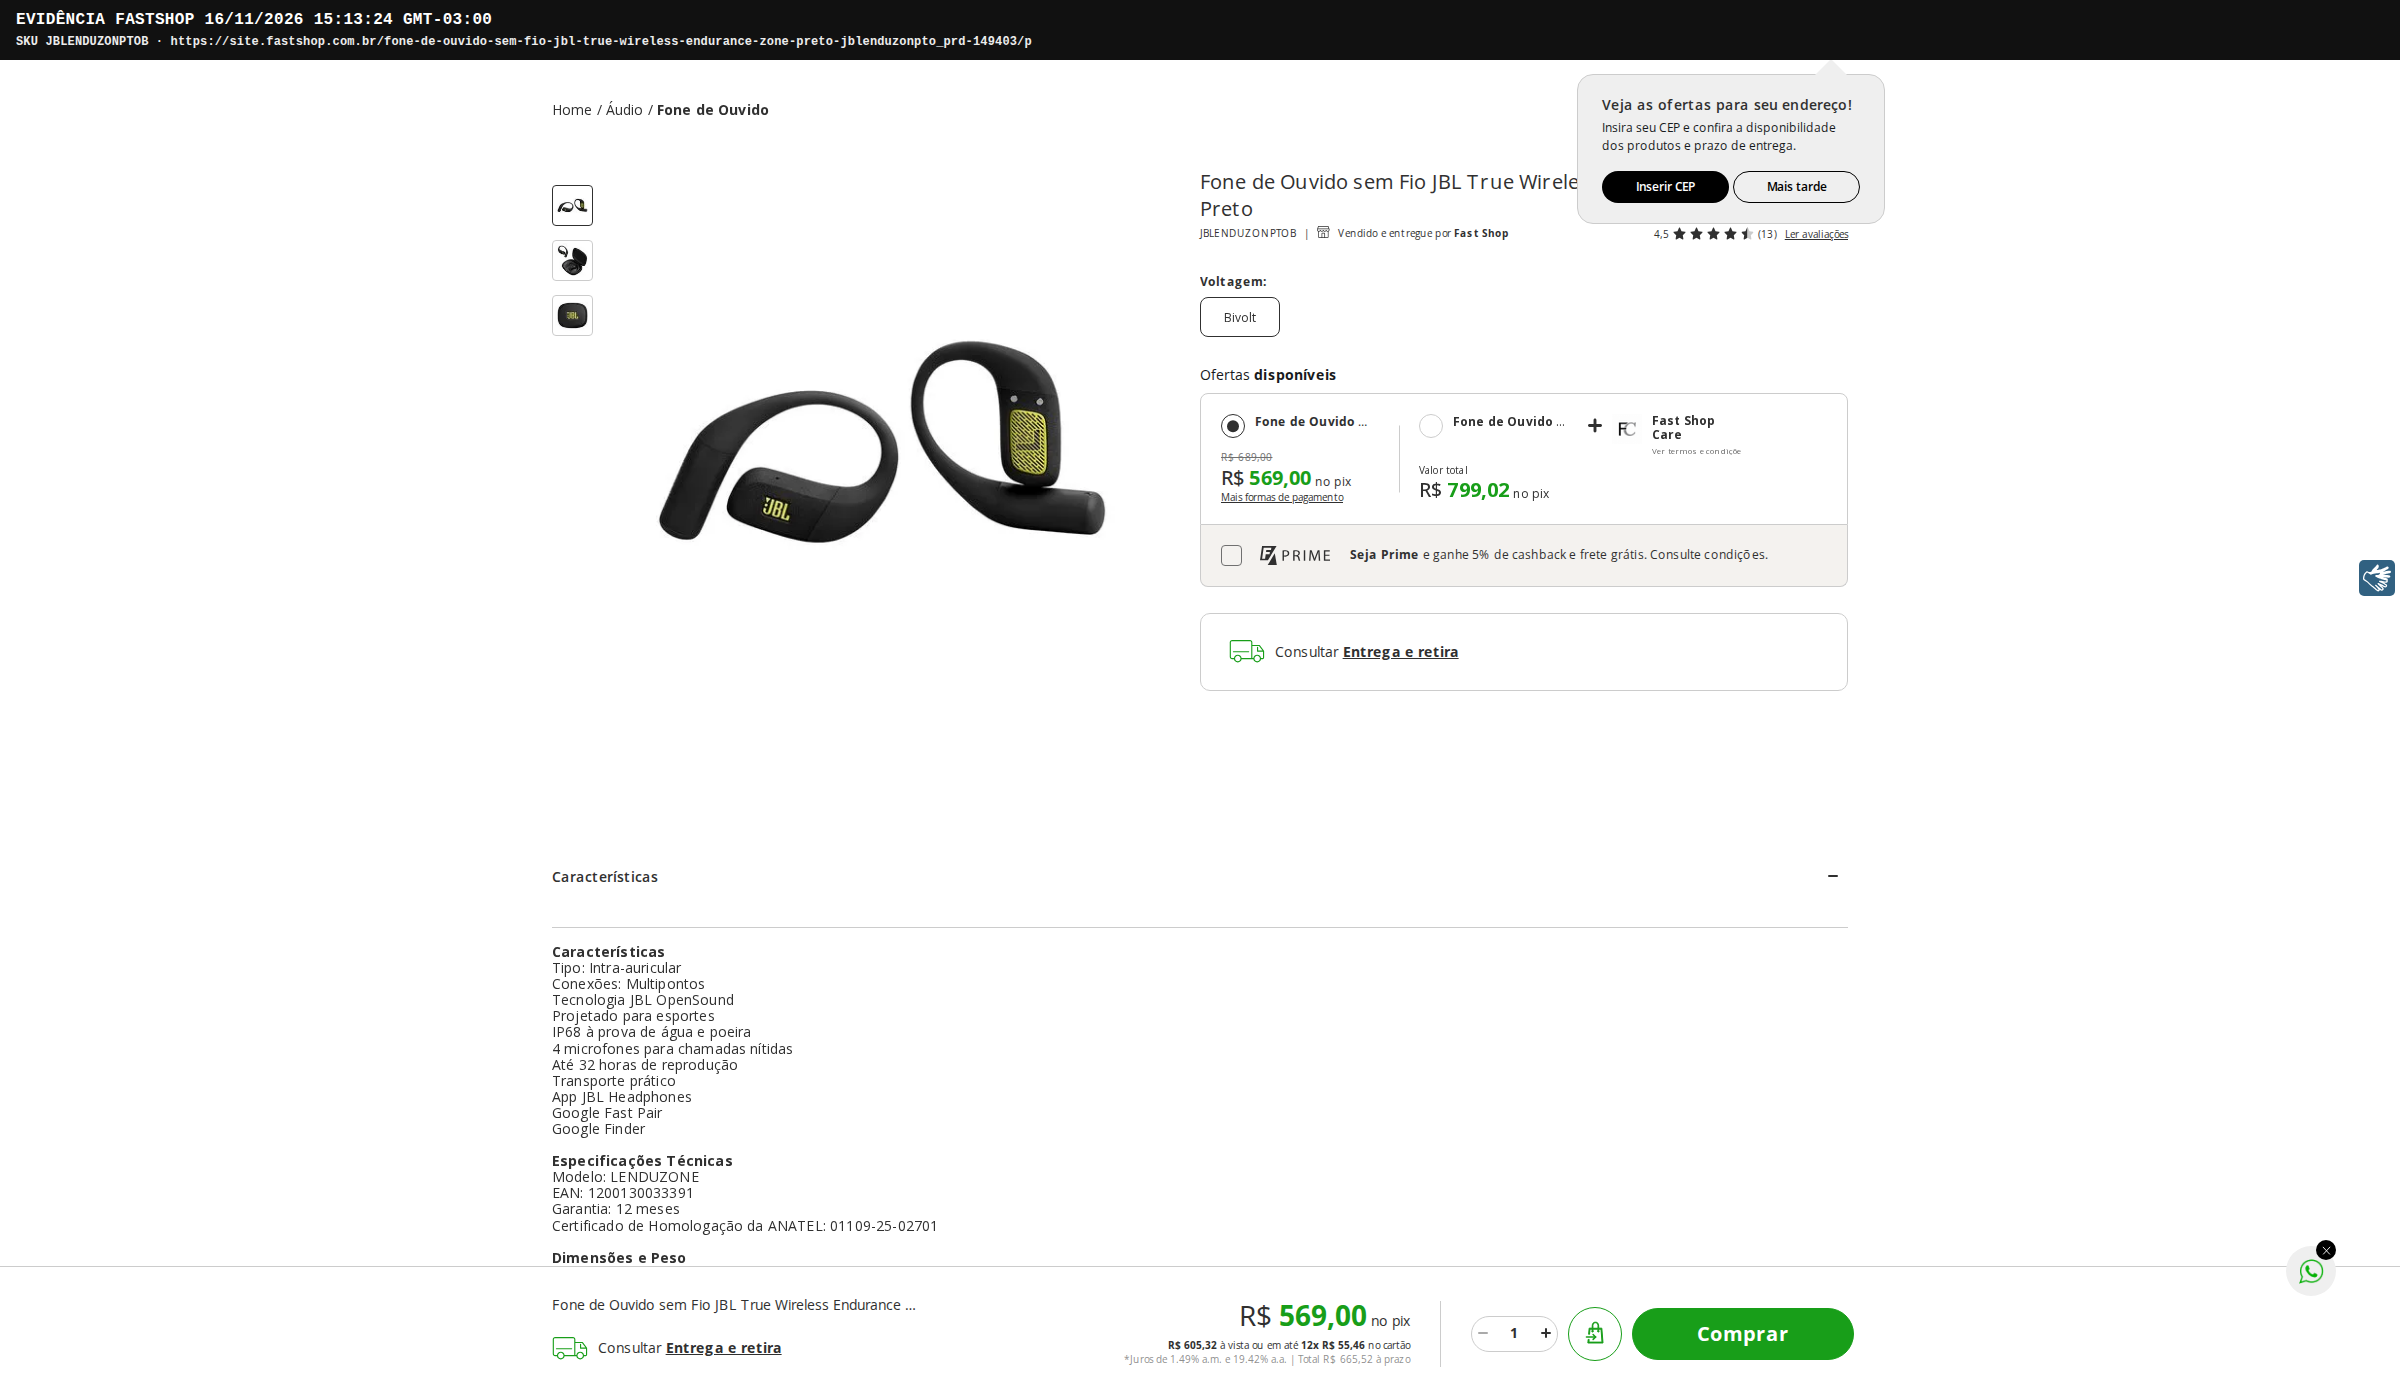 EVIDÊNCIA FASTSHOP 16/11/2026 15:13:24 GMT-03:00
SKU JBLENDUZONPTOB · https://site.fastshop.com.br/fone-de-ouvido-sem-fio-jbl-true-wireless-endurance-zone-preto-jblenduzonpto_prd-149403/p
Veja as ofertas para seu endereço!
Insira seu CEP e confira a disponibilidade
dos produtos e prazo de entrega.
Inserir CEP
Mais tarde
Home / Áudio / Fone de Ouvido
Fone de Ouvido sem Fio JBL True Wirele
Preto
JBLENDUZONPTOB | Vendido e entregue por Fast Shop
4,5 (13) Ler avaliações
Voltagem:
Bivolt
Ofertas disponíveis
Fone de Ouvido ...
R$ 689,00
R$ 569,00 no pix
Mais formas de pagamento
Fone de Ouvido ...
+
FC
Fast Shop
Care
Ver termos e condiçõe
Valor total
R$ 799,02 no pix
PRIME
Seja Prime e ganhe 5% de cashback e frete grátis. Consulte condições.
Consultar Entrega e retira
JBL
JBL
Características
Características
Tipo: Intra-auricular
Conexões: Multipontos
Tecnologia JBL OpenSound
Projetado para esportes
IP68 à prova de água e poeira
4 microfones para chamadas nítidas
Até 32 horas de reprodução
Transporte prático
App JBL Headphones
Google Fast Pair
Google Finder
Especificações Técnicas
Modelo: LENDUZONE
EAN: 1200130033391
Garantia: 12 meses
Certificado de Homologação da ANATEL: 01109-25-02701
Dimensões e Peso
Fone de Ouvido sem Fio JBL True Wireless Endurance ...
Consultar Entrega e retira
R$ 569,00 no pix
R$ 605,32 à vista ou em até 12x R$ 55,46 no cartão
*Juros de 1.49% a.m. e 19.42% a.a. | Total R$ 665,52 à prazo
1
Comprar